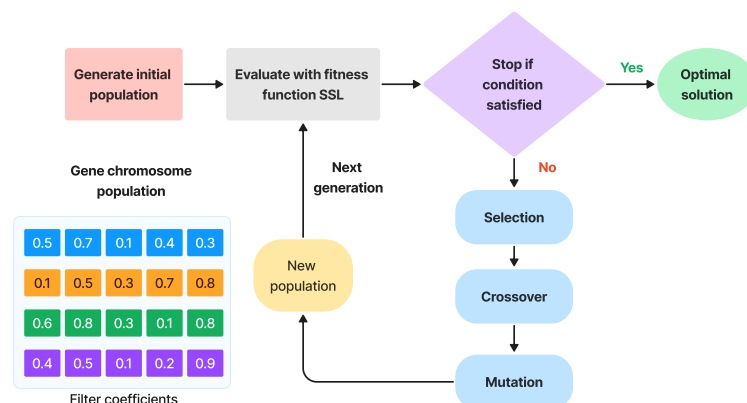 Generate initial
population
Evaluate with fitness
function SSL
Stop if
condition
satisfied
Yes
Optimal
solution
No
Next
generation
Gene chromosome
population
Selection
0.5 0.7 0.1 0.4 0.3
0.1 0.5 0.3 0.7 0.8
0.6 0.8 0.3 0.1 0.8
0.4 0.5 0.1 0.2 0.9
New
population
Crossover
Mutation
Filter coefficients